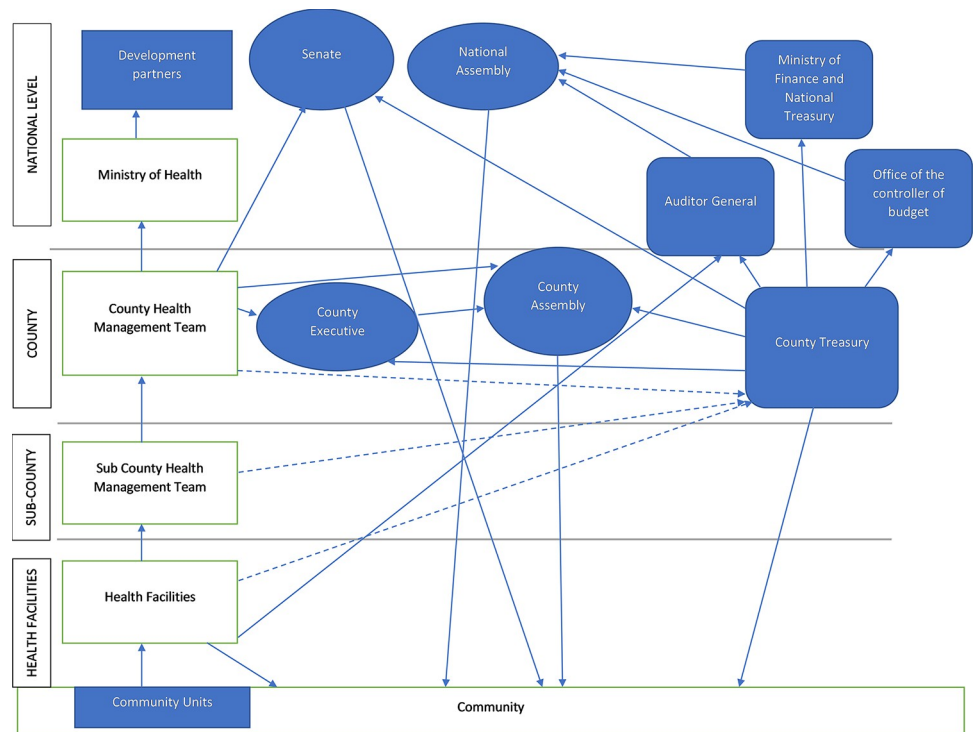 NATIONAL LEVEL
Development
partners
Senate
National
Assembly
Ministry of
Finance and
National
Treasury
Ministry of Health
Auditor General
Office of the
controller of
budget
COUNTY
County Health
Management Team
County
Executive
County
Assembly
County Treasury
SUB-COUNTY
Sub County Health
Management Team
HEALTH FACILITIES
Health Facilities
Community Units
Community